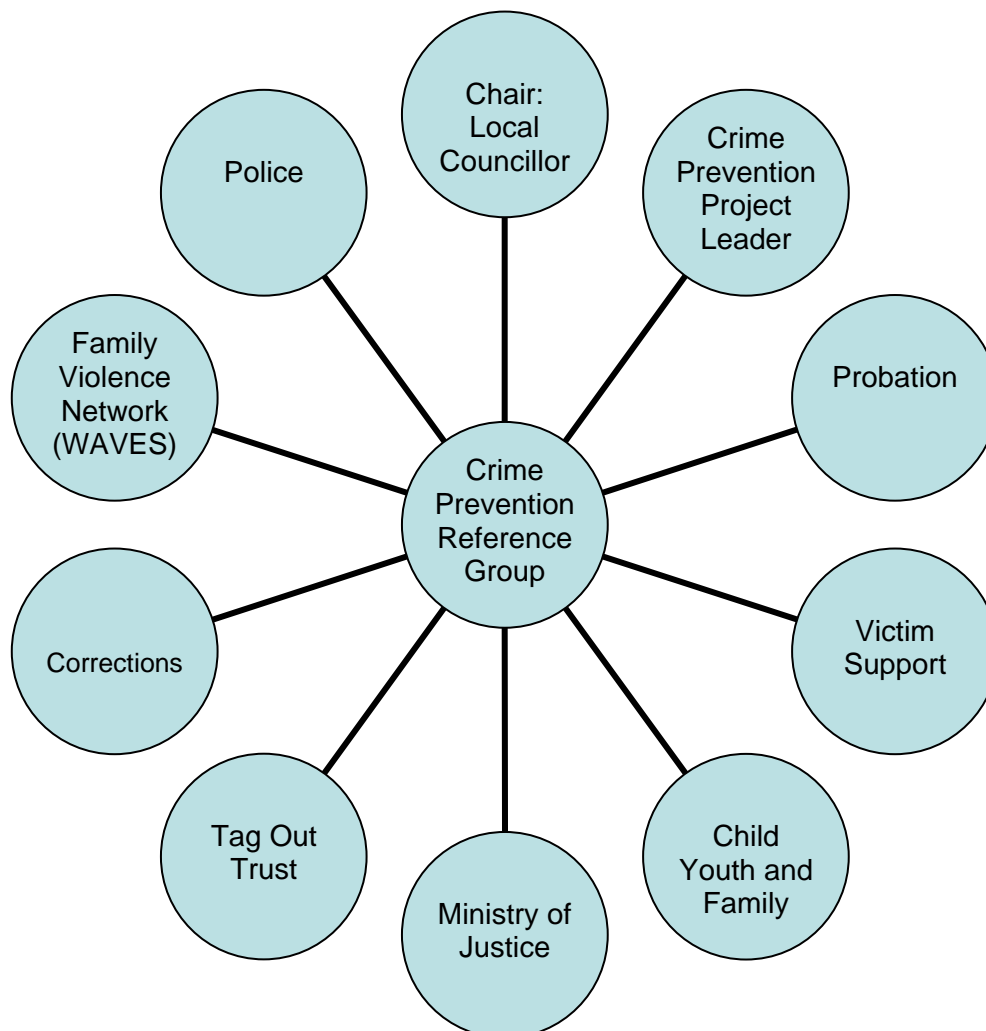 Chair:
Local
Councillor
Crime
Prevention
Project
Leader
Probation
Victim
Support
Child
Youth and
Family
Ministry of
Justice
Tag Out
Trust
Corrections
Family
Violence
Network
(WAVES)
Police
Crime
Prevention
Reference
Group